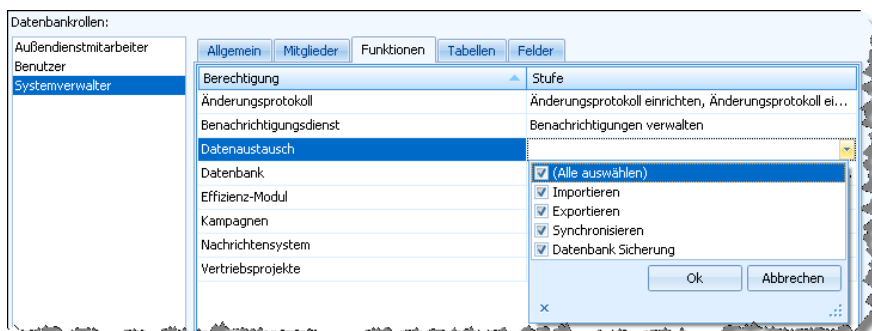 Datenbankrollen:
Außendienstmitarbeiter
Benutzer
Systemverwalter
Allgemein Mitglieder Funktionen Tabellen Felder
Berechtigung Stufe
Änderungsprotokoll Änderungsprotokoll einrichten, Änderungsprotokoll ei...
Benachrichtigungsdienst Benachrichtigungen verwalten
Datenaustausch
Datenbank
Effizienz-Modul
Kampagnen
Nachrichtensystem
Vertriebsprojekte
(Alle auswählen)
Importieren
Exportieren
Synchronisieren
Datenbank Sicherung
Ok Abbrechen